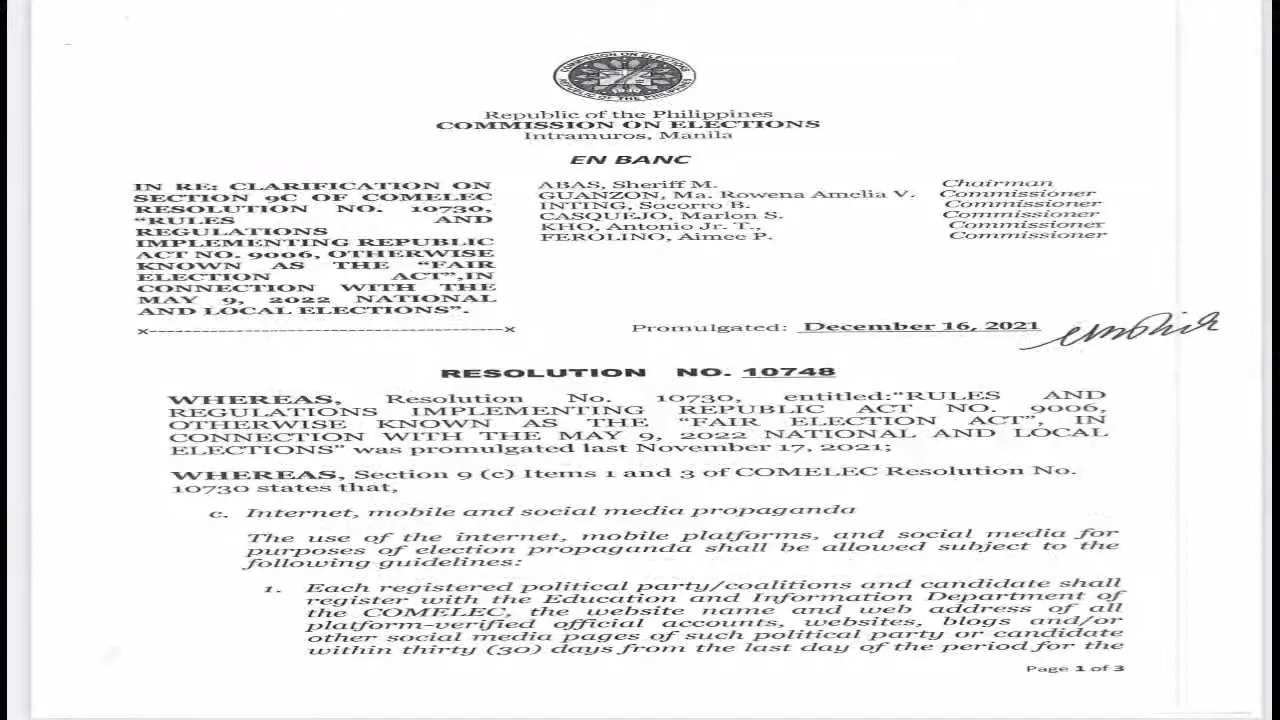 COMMISSION ON ELECTIONS
REPUBLIC OF THE PHILIPPINES
Republic of the Philippines
COMMISSION ON ELECTIONS
Intramuros, Manila
EN BANC
IN RE: CLARIFICATION ON
SECTION 9C OF COMELEC
RESOLUTION NO. 10730,
“RULES AND
REGULATIONS
IMPLEMENTING REPUBLIC
ACT NO. 9006, OTHERWISE
KNOWN AS THE “FAIR
ELECTION ACT”,IN
CONNECTION WITH THE
MAY 9, 2022 NATIONAL
AND LOCAL ELECTIONS”.
x----------------------------------------x
ABAS, Sheriff M. Chairman
GUANZON, Ma. Rowena Amelia V. Commissioner
INTING, Socorro B. Commissioner
CASQUEJO, Marlon S. Commissioner
KHO, Antonio Jr. T., Commissioner
FEROLINO, Aimee P. Commissioner
Promulgated: December 16, 2021
RESOLUTION NO. 10748
WHEREAS, Resolution No. 10730, entitled:“RULES AND
REGULATIONS IMPLEMENTING REPUBLIC ACT NO. 9006,
OTHERWISE KNOWN AS THE “FAIR ELECTION ACT”, IN
CONNECTION WITH THE MAY 9, 2022 NATIONAL AND LOCAL
ELECTIONS” was promulgated last November 17, 2021;
WHEREAS, Section 9 (c) Items 1 and 3 of COMELEC Resolution No.
10730 states that,
c. Internet, mobile and social media propaganda
The use of the internet, mobile platforms, and social media for
purposes of election propaganda shall be allowed subject to the
following guidelines:
1. Each registered political party/coalitions and candidate shall
register with the Education and Information Department of
the COMELEC, the website name and web address of all
platform-verified official accounts, websites, blogs and/or
other social media pages of such political party or candidate
within thirty (30) days from the last day of the period for the
Page 1 of 3